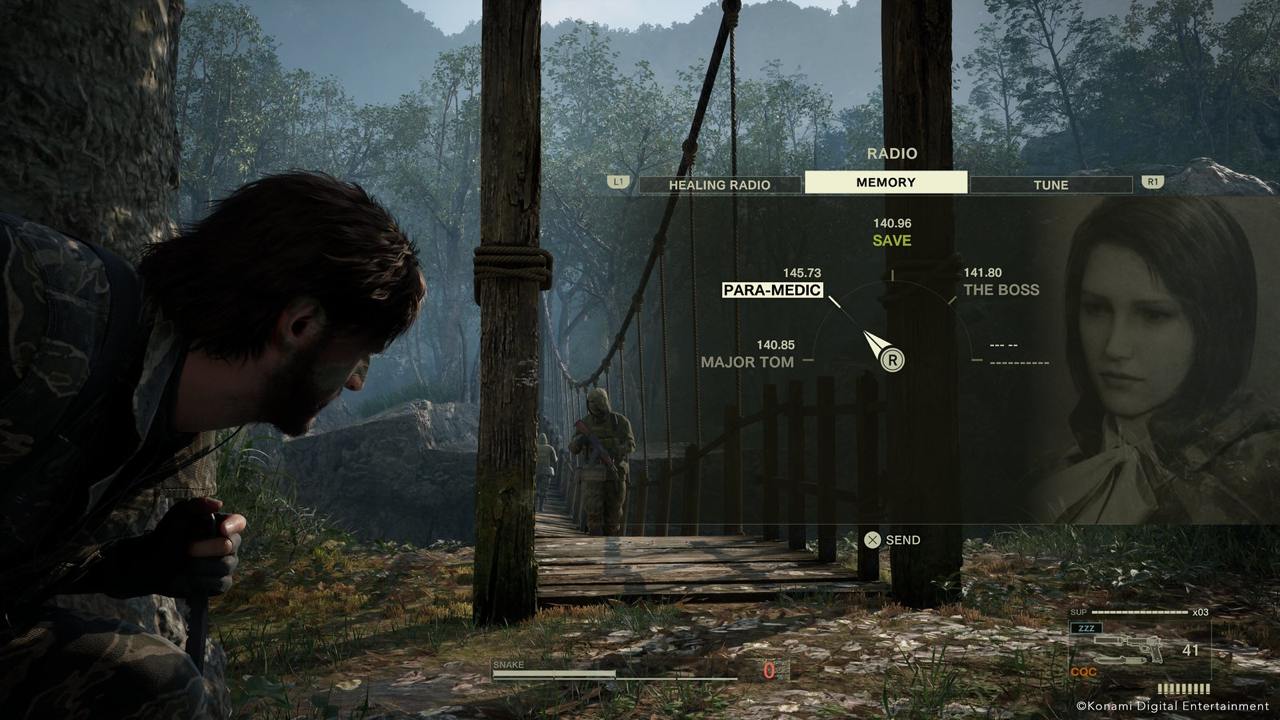 RADIO
L1 HEALING RADIO MEMORY TUNE R1
140.96
SAVE
145.73
PARA-MEDIC
141.80
THE BOSS
140.85
MAJOR TOM
--- --
----------
R
SEND
SNAKE
0
SUP x03
ZZZ
41
CQC
©Konami Digital Entertainment